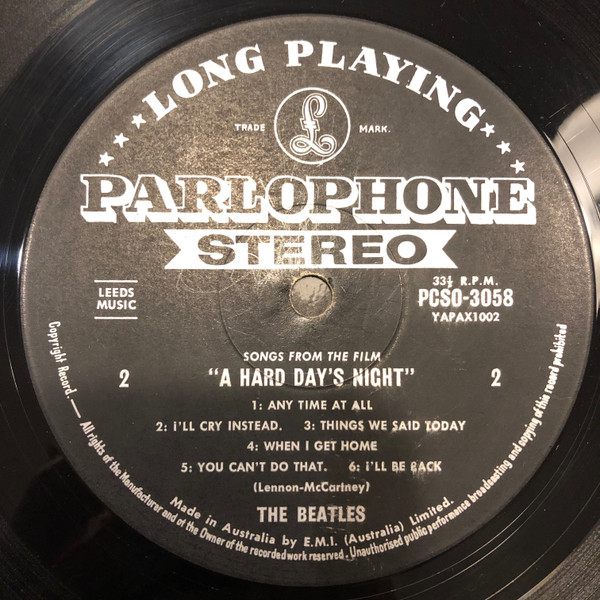 ★ ★ ★ ★ LONG PLAYING ★ ★ ★ ★
TRADE £ MARK.
PARLOPHONE
STEREO
LEEDS
MUSIC
33⅓ R.P.M.
PCSO-3058
YAPAX1002
SONGS FROM THE FILM
2 "A HARD DAY'S NIGHT" 2
1: ANY TIME AT ALL
2: i'LL CRY INSTEAD. 3: THINGS WE SAID TODAY
4: WHEN I GET HOME
5: YOU CAN'T DO THAT. 6: i'LL BE BACK
(Lennon-McCartney)
THE BEATLES
Made in Australia by E.M.I. (Australia) Limited.
Copyright Record.— All rights of the Manufacturer and of the Owner of the recorded work reserved. Unauthorised public performance broadcasting and copying of this record prohibited